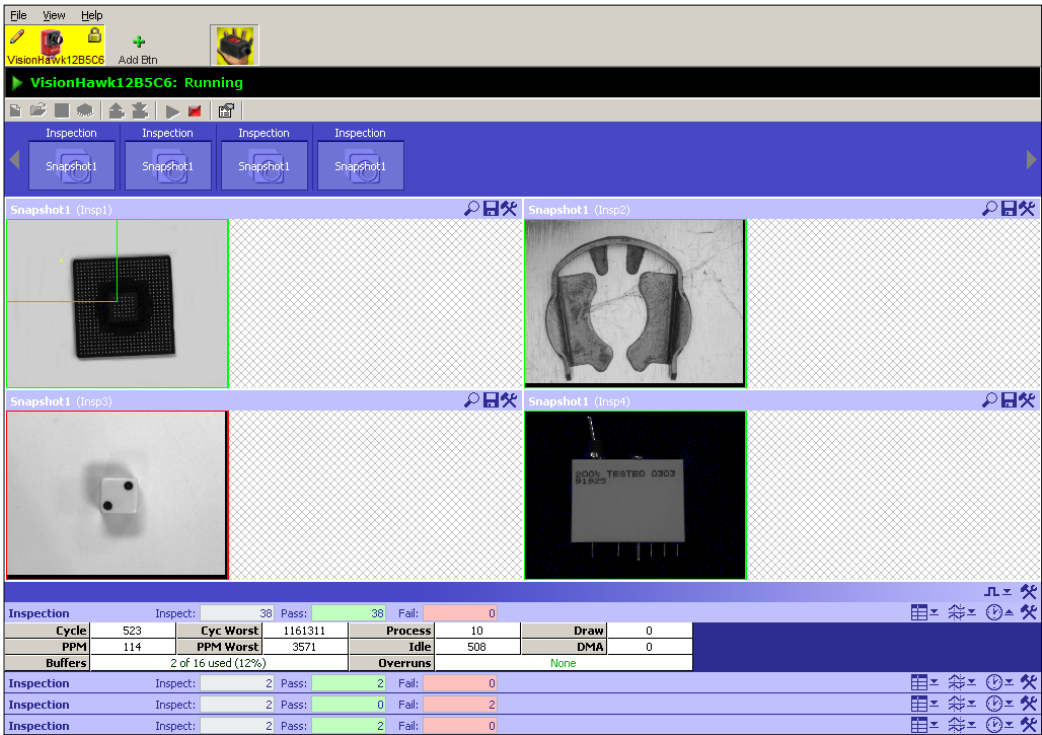 File View Help
VisionHawk12B5C6 Add Btn
VisionHawk12B5C6: Running
Inspection Inspection Inspection Inspection
Snapshot1 Snapshot1 Snapshot1 Snapshot1
Snapshot1 (Insp1) Snapshot1 (Insp2)
Snapshot1 (Insp3) Snapshot1 (Insp4)
200% TESTED 0303
91925
Inspection Inspect: 38 Pass: 38 Fail: 0
Cycle 523 Cyc Worst 1161311 Process 10 Draw 0
PPM 114 PPM Worst 3571 Idle 508 DMA 0
Buffers 2 of 16 used (12%) Overruns None
Inspection Inspect: 2 Pass: 2 Fail: 0
Inspection Inspect: 2 Pass: 0 Fail: 2
Inspection Inspect: 2 Pass: 2 Fail: 0